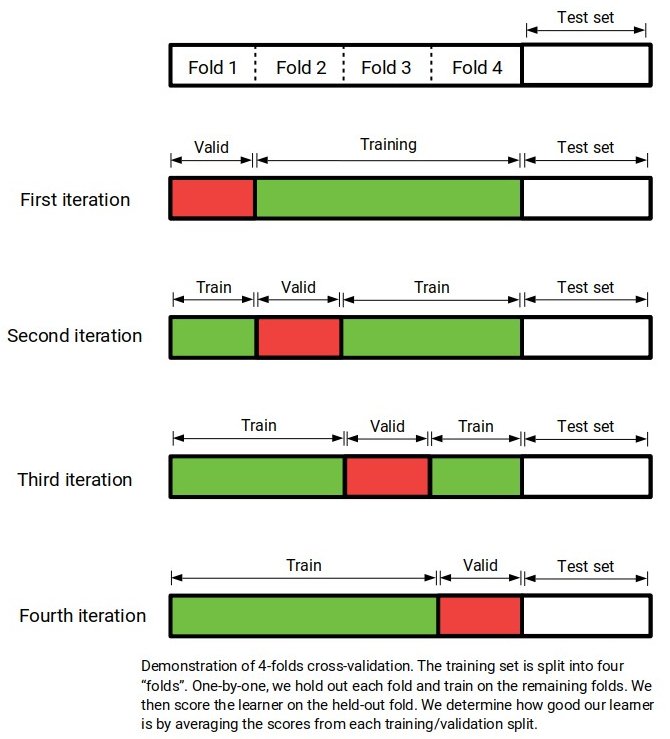 Test set
Fold 1 Fold 2 Fold 3 Fold 4
Valid Training Test set
First iteration
Train Valid Train Test set
Second iteration
Train Valid Train Test set
Third iteration
Train Valid Test set
Fourth iteration
Demonstration of 4-folds cross-validation. The training set is split into four
“folds”. One-by-one, we hold out each fold and train on the remaining folds. We
then score the learner on the held-out fold. We determine how good our learner
is by averaging the scores from each training/validation split.